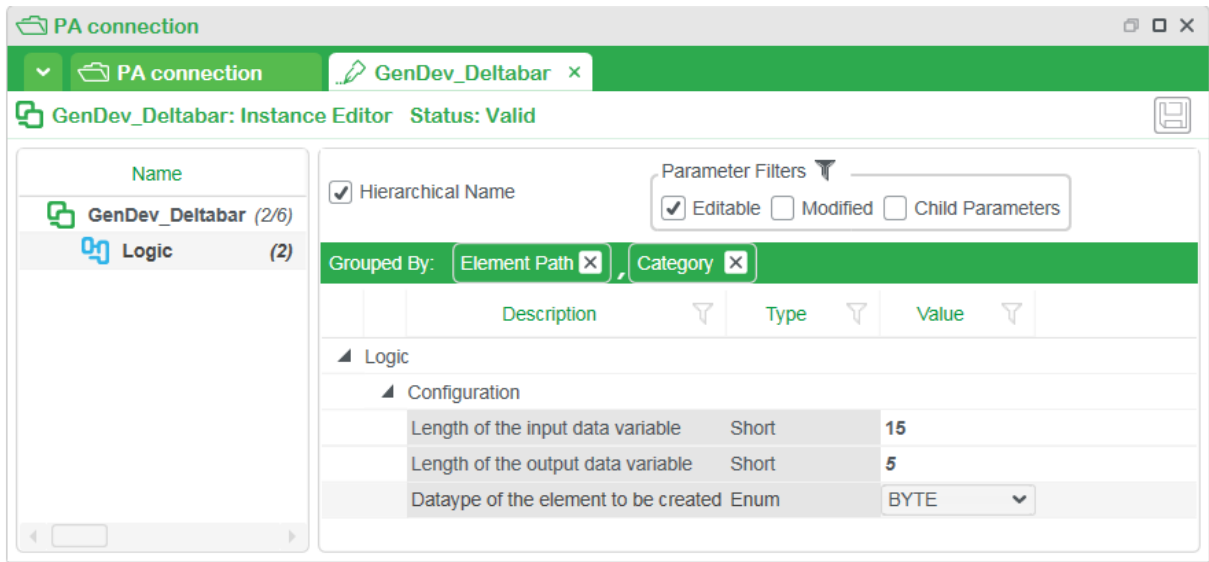 PA connection
PA connection
GenDev_Deltabar ×
GenDev_Deltabar: Instance Editor Status: Valid
Name
GenDev_Deltabar (2/6)
Logic (2)
Hierarchical Name
Parameter Filters
Editable Modified Child Parameters
Grouped By: Element Path , Category
Description Type Value
Logic
Configuration
Length of the input data variable Short 15
Length of the output data variable Short 5
Dataype of the element to be created Enum BYTE